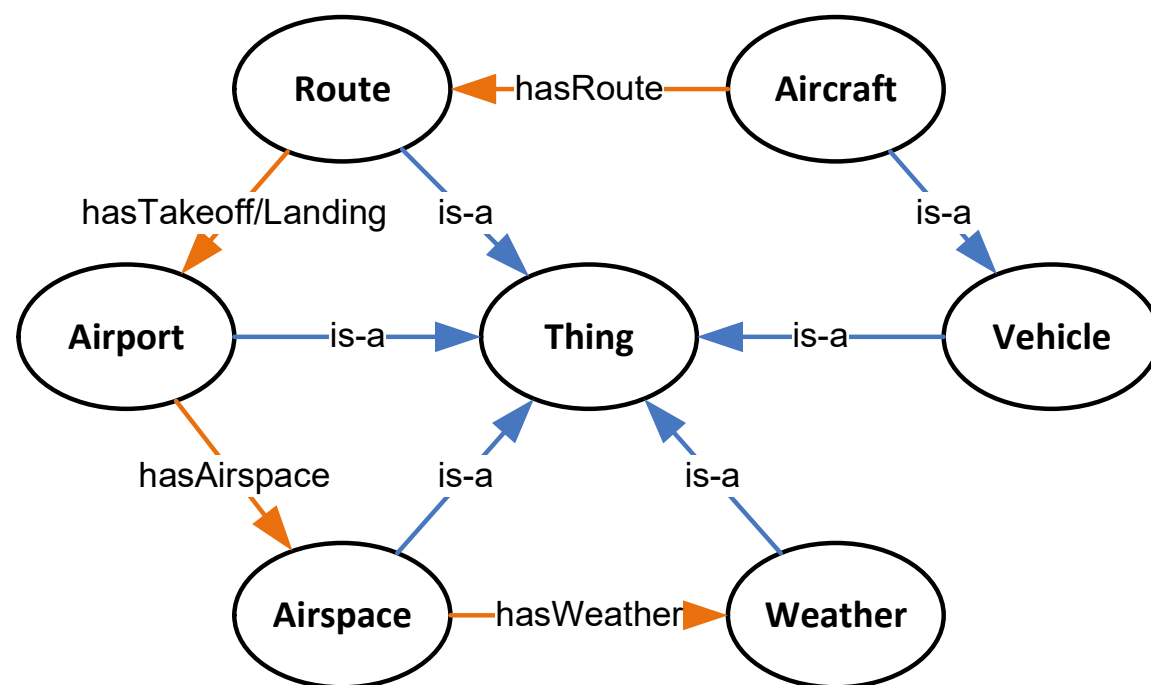 Route
hasRoute
Aircraft
hasTakeoff/Landing
is-a
is-a
Airport
is-a
Thing
is-a
Vehicle
hasAirspace
is-a
is-a
Airspace
hasWeather
Weather